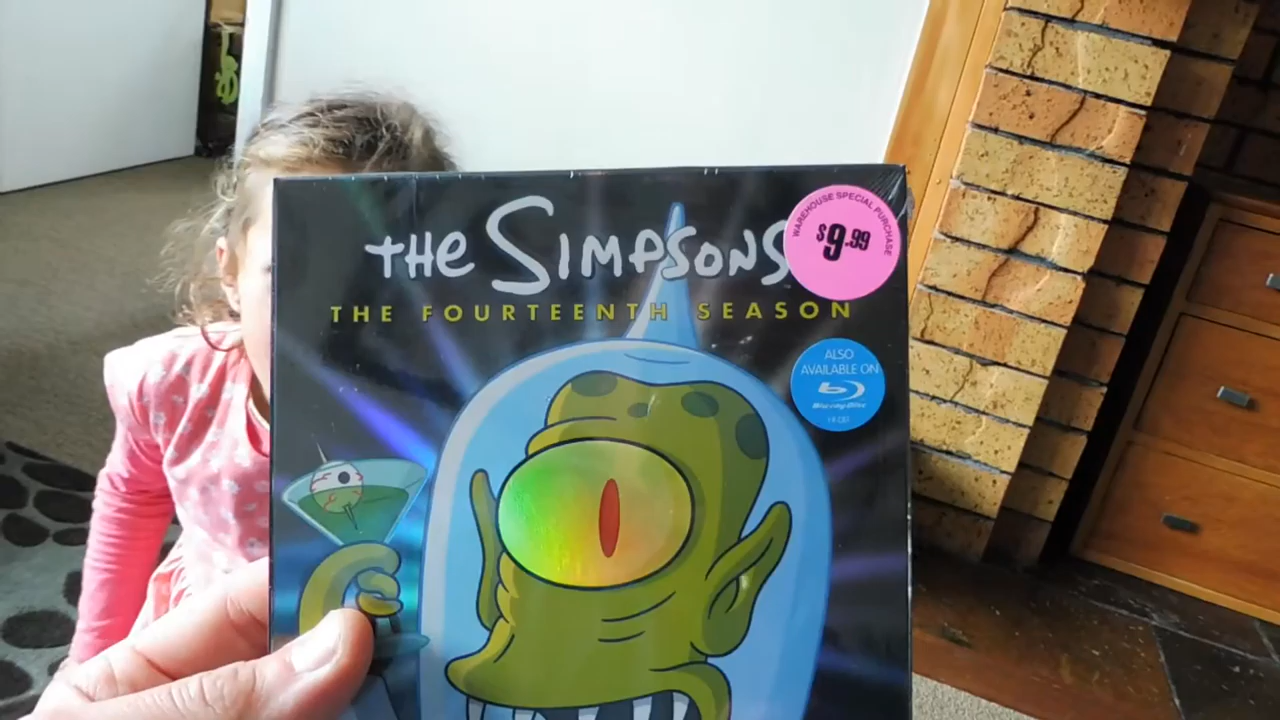 THE SIMPSONS
THE FOURTEENTH SEASON
WAREHOUSE SPECIAL PURCHASE
$9.99
ALSO
AVAILABLE ON
Blu-ray Disc